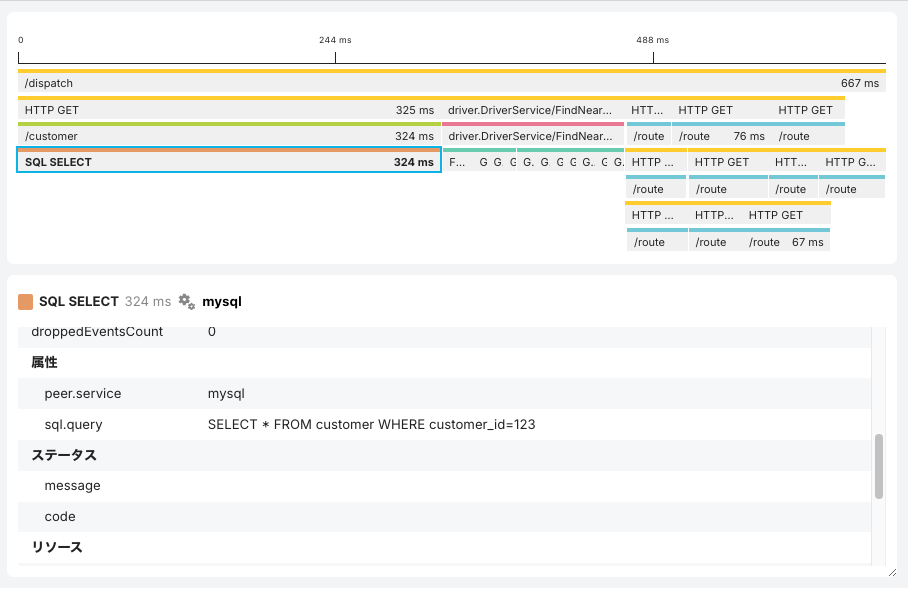 0 244 ms 488 ms
/dispatch 667 ms
HTTP GET 325 ms driver.DriverService/FindNear... HTT... HTTP GET HTTP GET
/customer 324 ms driver.DriverService/FindNear... /route /route 76 ms /route
SQL SELECT 324 ms F... G G G G. G G G G. G G. HTTP ... HTTP GET HTT... HTTP G...
/route /route /route /route
HTTP ... HTTP... HTTP GET
/route /route /route 67 ms
SQL SELECT 324 ms mysql
droppedEventsCount 0
属性
peer.service mysql
sql.query SELECT * FROM customer WHERE customer_id=123
ステータス
message
code
リソース